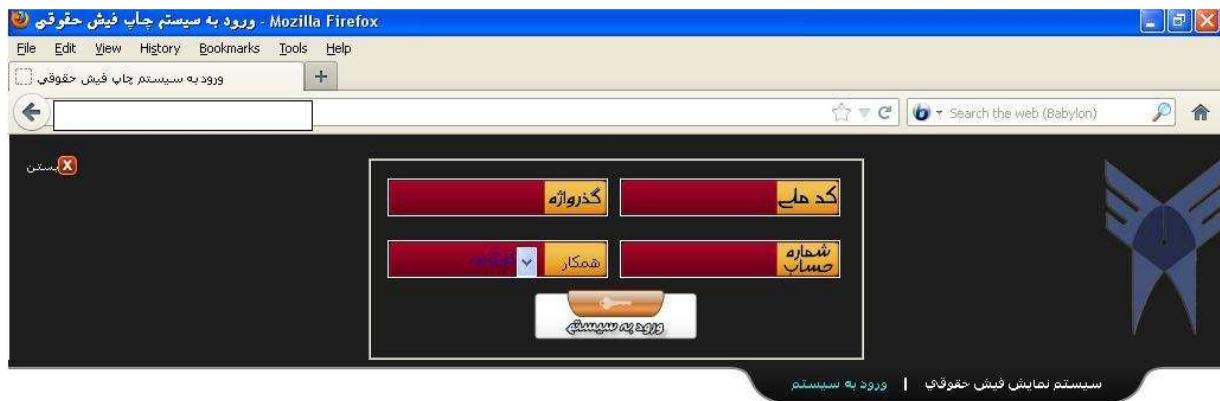 ورود به سیستم چاپ فیش حقوقی - Mozilla Firefox
File Edit View History Bookmarks Tools Help
ورود به سیستم چاپ فیش حقوقی
+
Search the web (Babylon)
بستن
کد ملی
گذرواژه
شماره حساب
همکار
ورود به سیستم
سیستم نمایش فیش حقوقی | ورود به سیستم